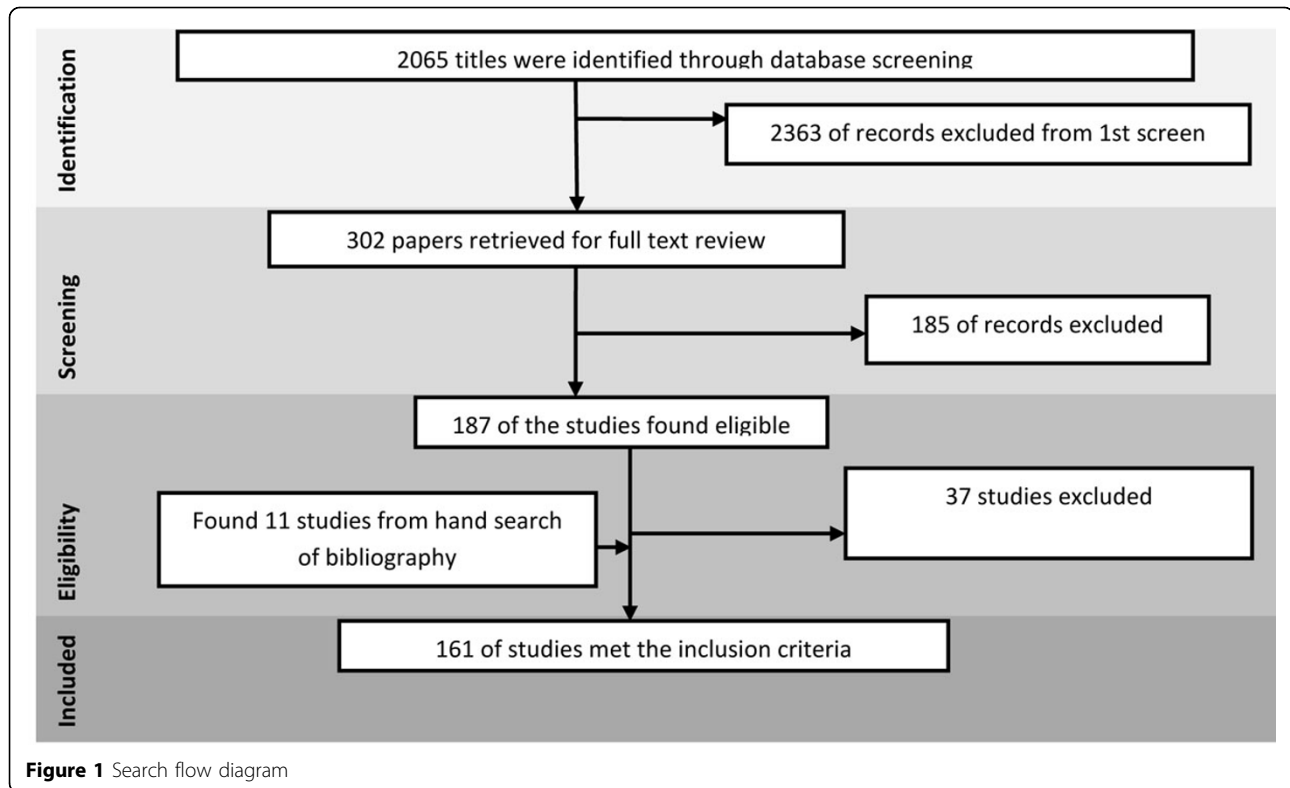 Identification
2065 titles were identified through database screening
2363 of records excluded from 1st screen
Screening
302 papers retrieved for full text review
185 of records excluded
Eligibility
187 of the studies found eligible
37 studies excluded
Found 11 studies from hand search
of bibliography
Included
161 of studies met the inclusion criteria
Figure 1 Search flow diagram